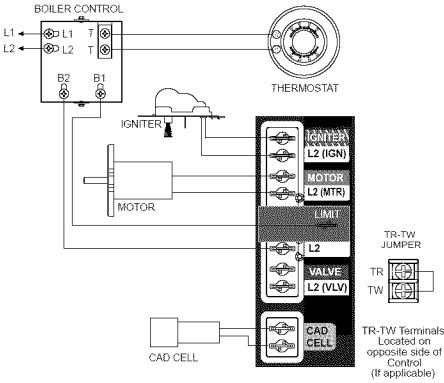 BOILER CONTROL
L1
L1
T
L2
L2
T
B2
B1
THERMOSTAT
IGNITER
IGNITER
L2 (IGN)
MOTOR
L2 (MTR)
MOTOR
LIMIT
L2
TR-TW
JUMPER
VALVE
TR
L2 (VLV)
TW
CAD
CELL
CAD CELL
TR-TW Terminals
Located on
opposite side of
Control
(If applicable)